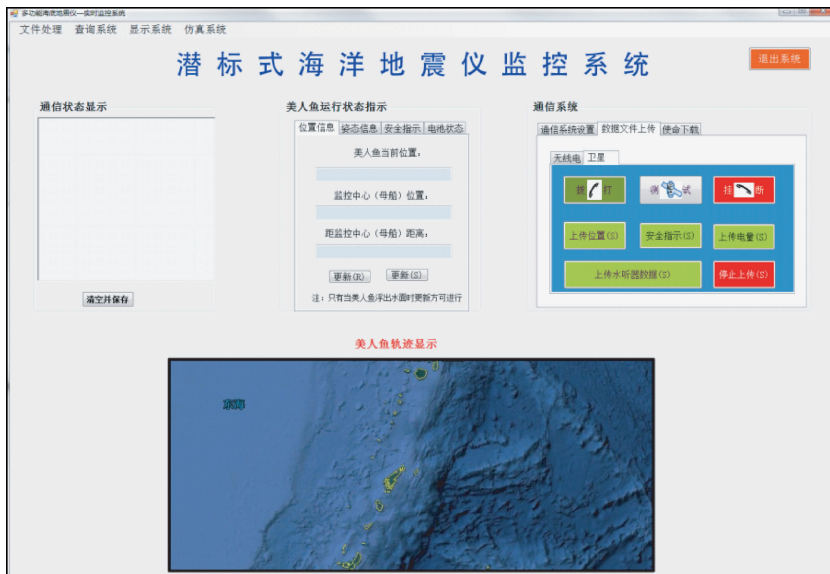 多功能海底地震仪—实时监控系统
文件处理 查询系统 显示系统 仿真系统
潜标式海洋地震仪监控系统
退出系统
通信状态显示
清空并保存
美人鱼运行状态指示
位置信息 姿态信息 安全指示 电池状态
美人鱼当前位置:
监控中心（母船）位置:
距监控中心（母船）距离:
更新(R) 更新(S)
注：只有当美人鱼浮出水面时更新方可进行
通信系统
通信系统设置 数据文件上传 使命下载
无线电 卫星
拨打 测试 挂断
上传位置(S) 安全指示(S) 上传电量(S)
上传水听器数据(S) 停止上传(S)
美人鱼轨迹显示
东海